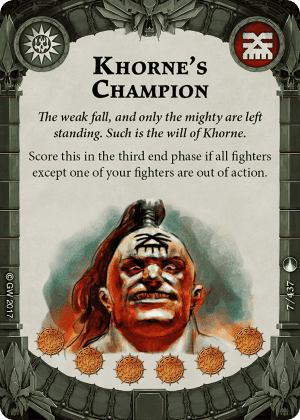 KHORNE'S
CHAMPION
The weak fall, and only the mighty are left
standing. Such is the will of Khorne.
Score this in the third end phase if all fighters
except one of your fighters are out of action.
© GW 2017
7/437